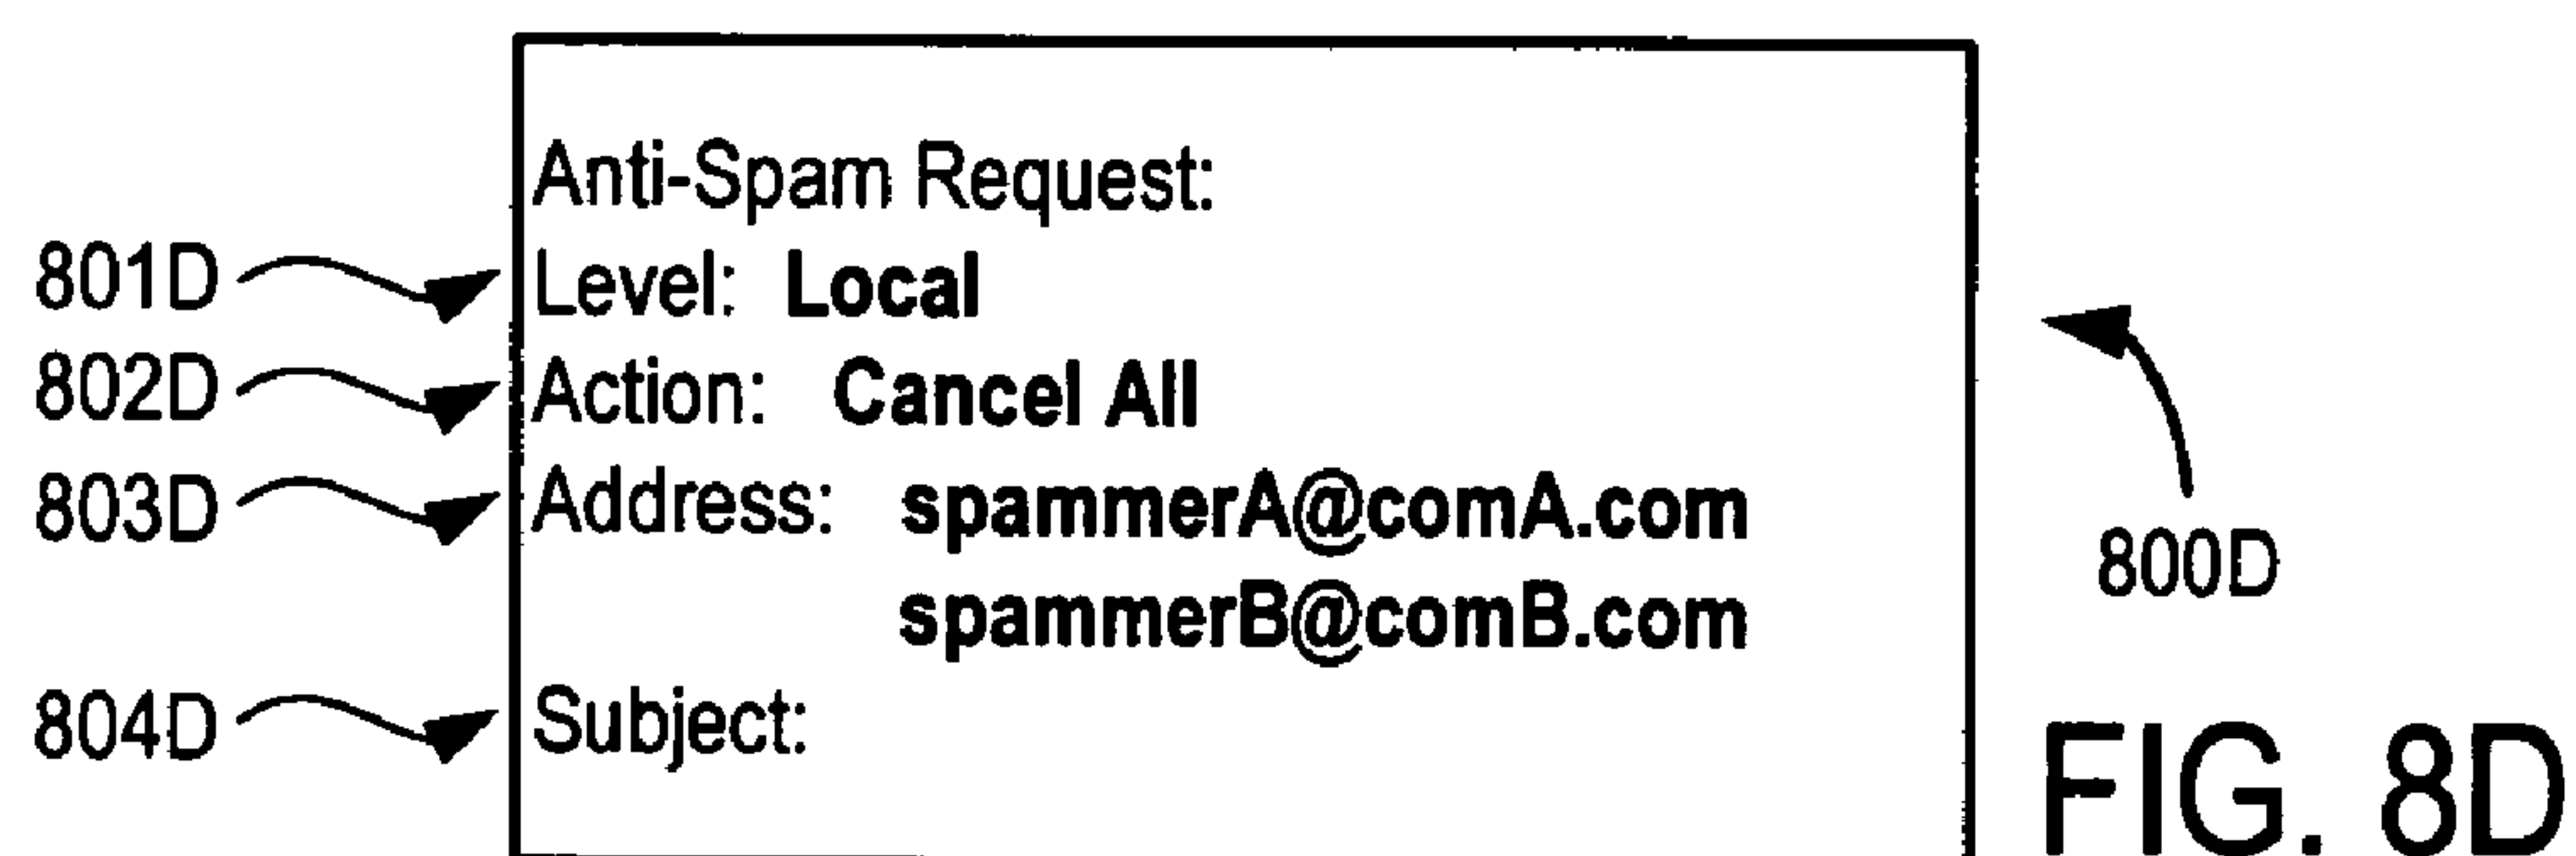 Anti-Spam Request:
801D Level: Local
802D Action: Cancel All
803D Address: spammerA@comA.com
spammerB@comB.com
800D
804D Subject:
FIG. 8D